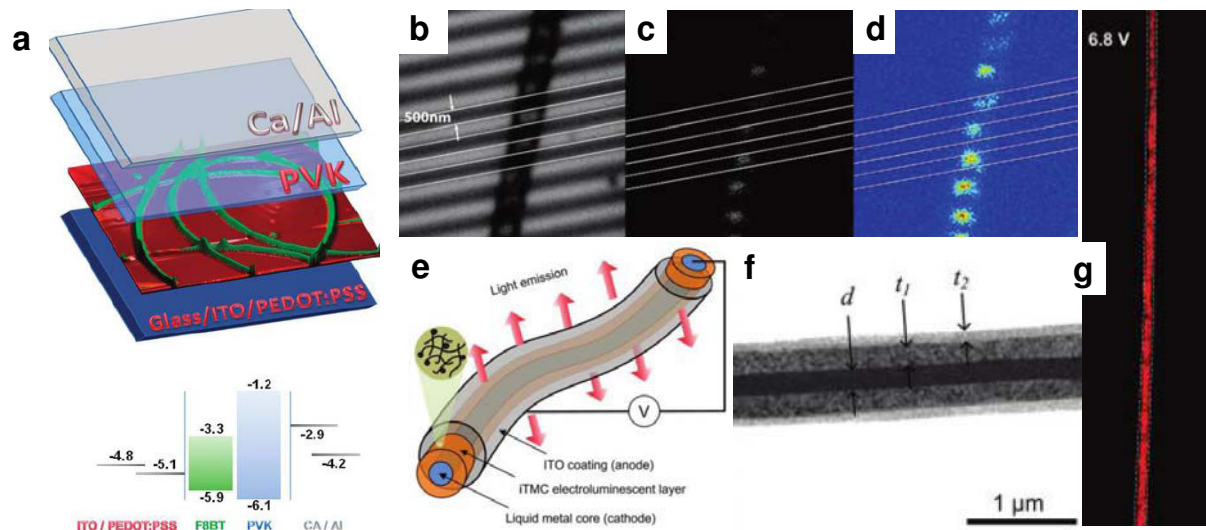 a
Ca/Al
PVK
Glass/ITO/PEDOT:PSS
-1.2
-3.3
-2.9
-4.8
-5.1
-4.2
-5.9
-6.1
ITO / PEDOT:PSS F8BT PVK CA / Al
b
500nm
c
d
6.8 V
g
e
Light emission
V
ITO coating (anode)
iTMC electroluminescent layer
Liquid metal core (cathode)
f
d t1 t2
1 μm